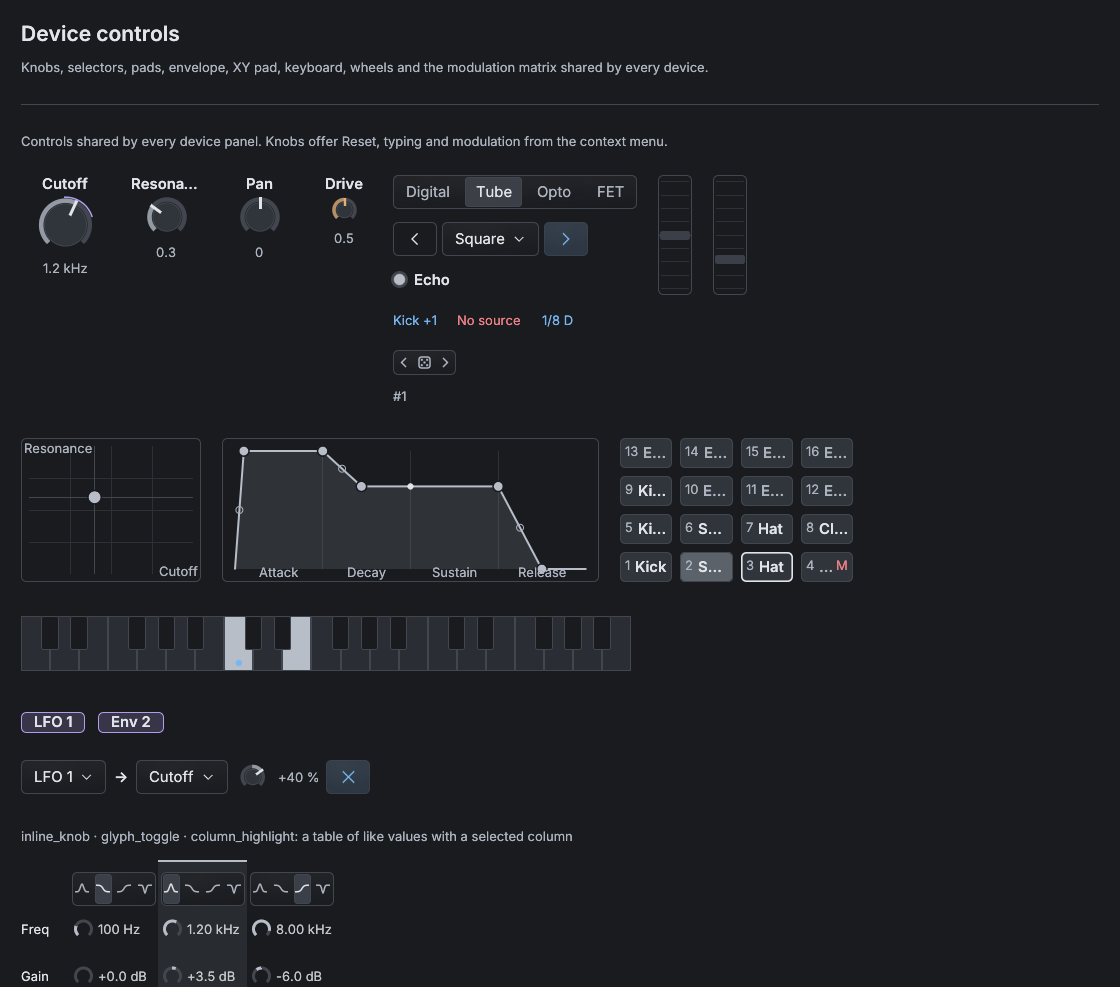 Device controls
Knobs, selectors, pads, envelope, XY pad, keyboard, wheels and the modulation matrix shared by every device.
Controls shared by every device panel. Knobs offer Reset, typing and modulation from the context menu.
Cutoff Resona... Pan Drive
1.2 kHz 0.3 0 0.5
Digital Tube Opto FET
Square
Echo
Kick +1 No source 1/8 D
#1
Resonance
Cutoff
Attack Decay Sustain Release
13 E... 14 E... 15 E... 16 E...
9 Ki... 10 E... 11 E... 12 E...
5 Ki... 6 S... 7 Hat 8 Cl...
1 Kick 2 S... 3 Hat 4 ... M
LFO 1 Env 2
LFO 1 → Cutoff +40 %
inline_knob · glyph_toggle · column_highlight: a table of like values with a selected column
Freq 100 Hz 1.20 kHz 8.00 kHz
Gain +0.0 dB +3.5 dB -6.0 dB